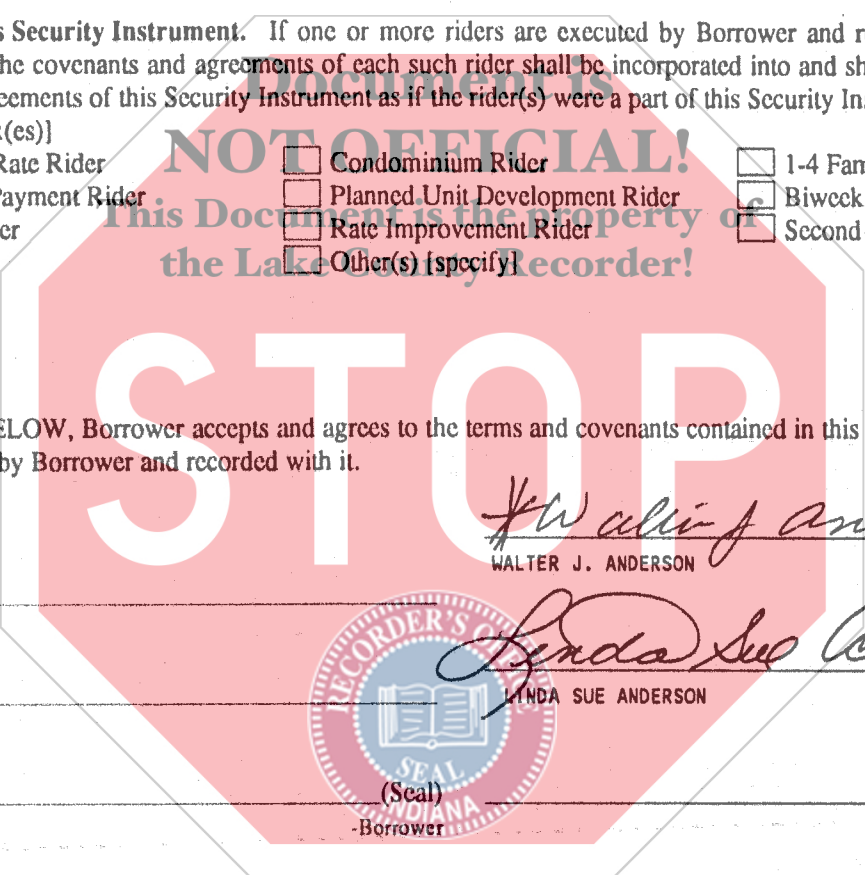 s Security Instrument. If one or more riders are executed by Borrower and r
he covenants and agreements of each such rider shall be incorporated into and sh
eements of this Security Instrument as if the rider(s) were a part of this Security In
(es)]
Document is
NOT OFFICIAL!
This Document is the property of
the Lake County Recorder!
Rate Rider
Condominium Rider
1-4 Fam
Payment Rider
Planned Unit Development Rider
Biweek
er
Rate Improvement Rider
Second
Other(s) [specify]
STOP
ELOW, Borrower accepts and agrees to the terms and covenants contained in this
by Borrower and recorded with it.
Walter J An
WALTER J. ANDERSON
Linda Sue
LINDA SUE ANDERSON
RECORDER'S OFFICE
SEAL
INDIANA
(Seal)
-Borrower